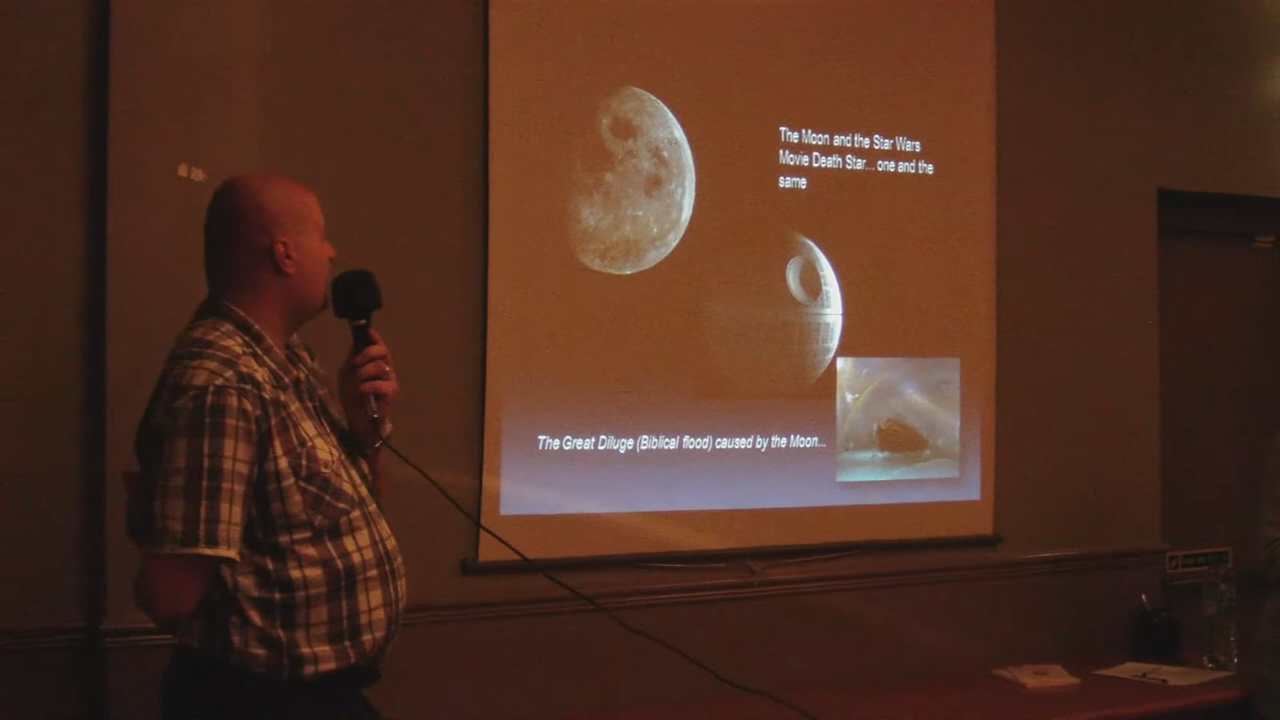 The Moon and the Star Wars
Movie Death Star... one and the
same
The Great Diluge (Biblical flood) caused by the Moon...